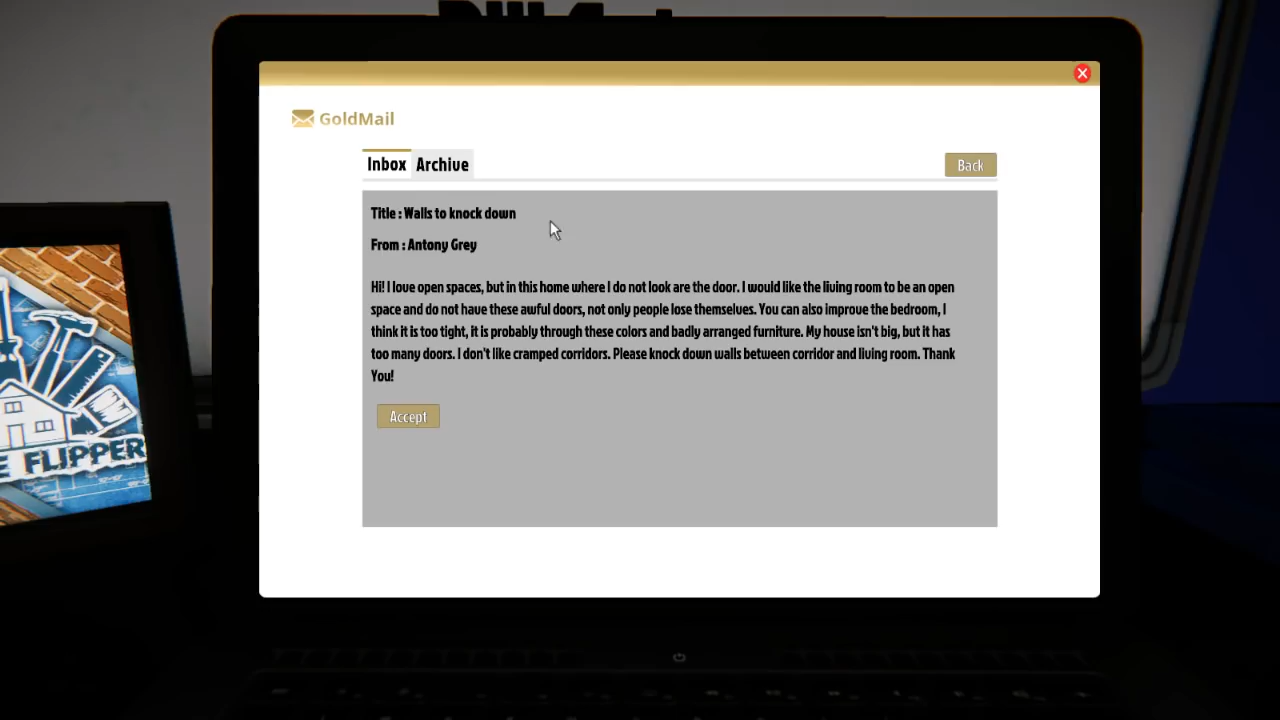 GoldMail
Inbox Archive
Back
Title : Walls to knock down
From : Antony Grey
Hi! I love open spaces, but in this home where I do not look are the door. I would like the living room to be an open
space and do not have these awful doors, not only people lose themselves. You can also improve the bedroom, I
think it is too tight, it is probably through these colors and badly arranged furniture. My house isn't big, but it has
too many doors. I don't like cramped corridors. Please knock down walls between corridor and living room. Thank
You!
Accept
FLIPPER